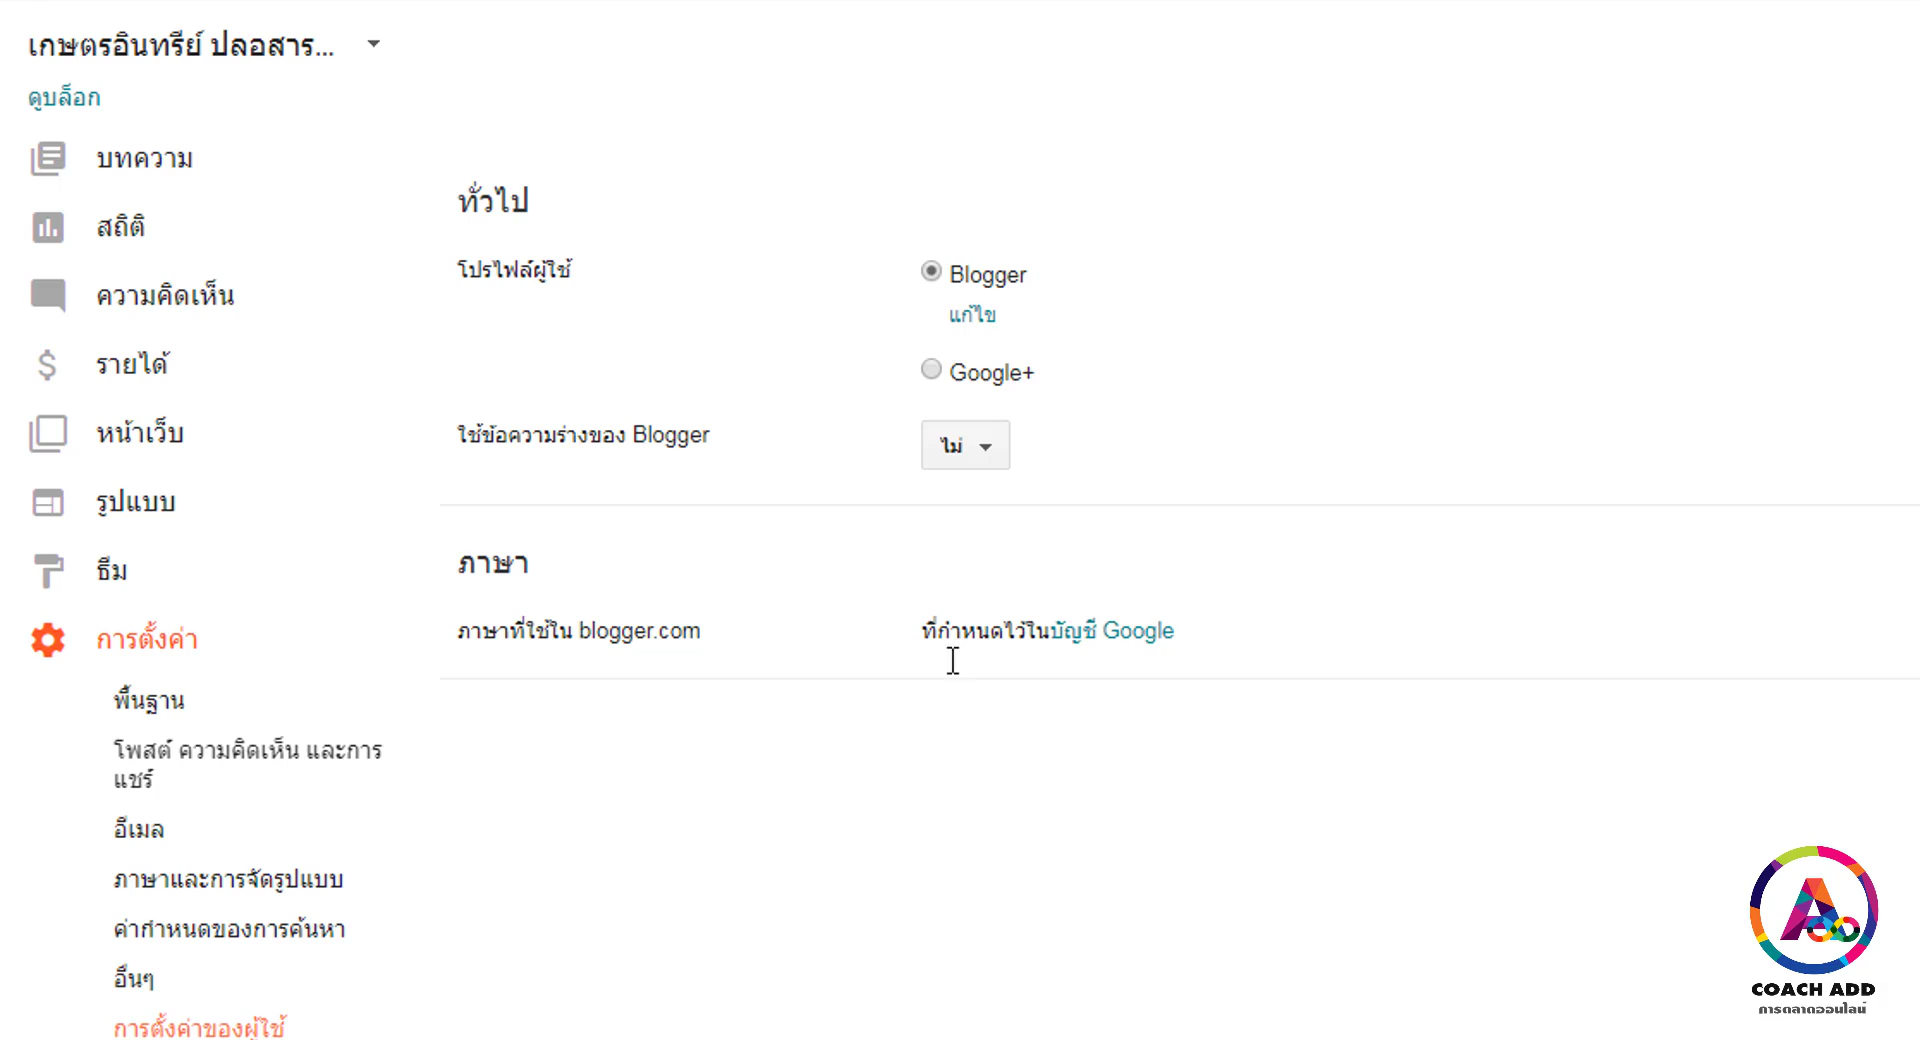 เกษตรอินทรีย์ ปลอสาร...
ดูบล็อก
บทความ
สถิติ
ความคิดเห็น
รายได้
หน้าเว็บ
รูปแบบ
ธีม
การตั้งค่า
พื้นฐาน
โพสต์ ความคิดเห็น และการ
แชร์
อีเมล
ภาษาและการจัดรูปแบบ
ค่ากำหนดของการค้นหา
อื่นๆ
การตั้งค่าของผู้ใช้
ทั่วไป
โปรไฟล์ผู้ใช้
Blogger
แก้ไข
Google+
ใช้ข้อความร่างของ Blogger
ไม่
ภาษา
ภาษาที่ใช้ใน blogger.com
ที่กำหนดไว้ในบัญชี Google
COACH ADD
การตลาดออนไลน์